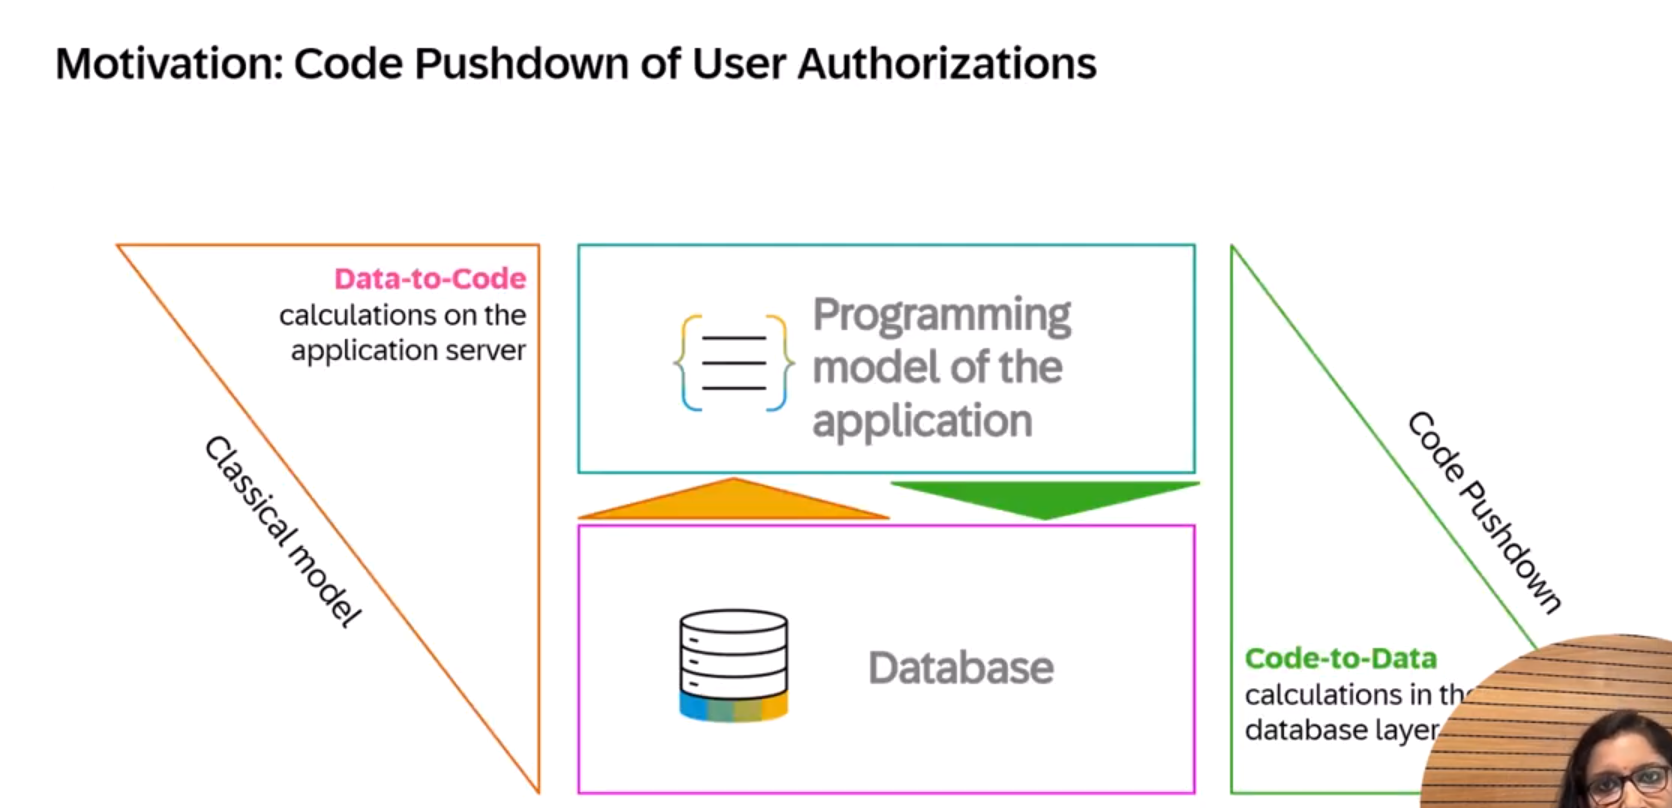 Motivation: Code Pushdown of User Authorizations
Data-to-Code
calculations on the
application server
Classical model
Programming
model of the
application
Database
Code Pushdown
Code-to-Data
calculations in the
database layer